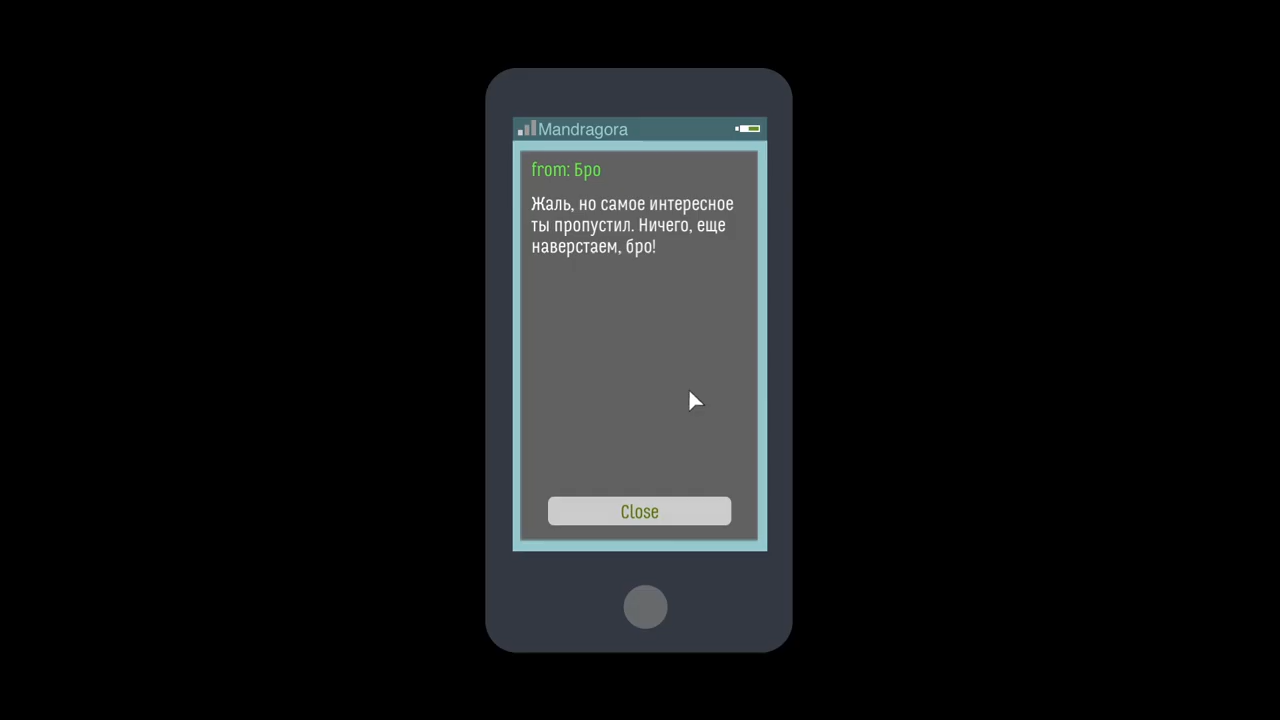 Mandragora
from: Бро
Жаль, но самое интересное
ты пропустил. Ничего, еще
наверстаем, бро!
Close